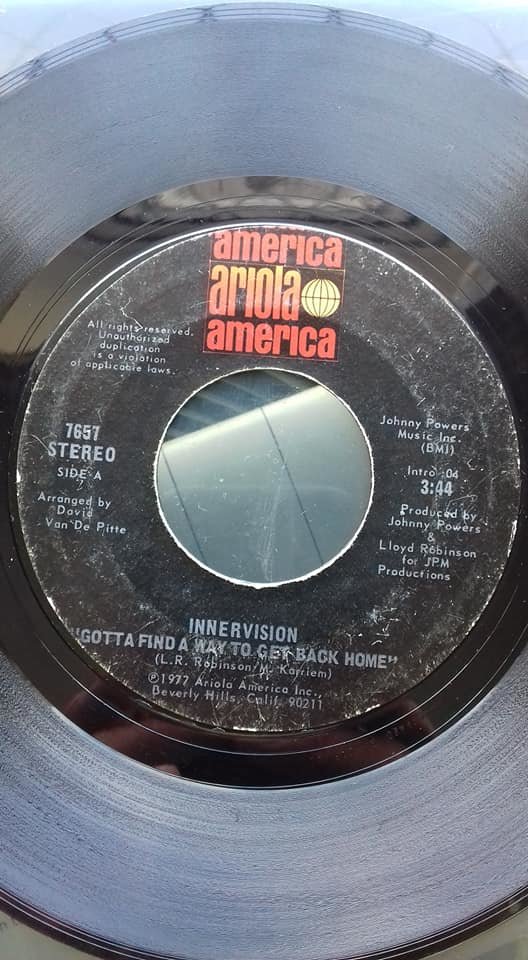 america
ariola
america
All rights reserved.
Unauthorized
duplication
is a violation
of applicable laws.
7657
STEREO
SIDE-A
Arranged by
David
Van De Pitte
Johnny Powers
Music Inc.
(BMI)
Intro :04
3:44
Produced by
Johnny Powers
&
Lloyd Robinson
for JPM
Productions
INNERVISION
"GOTTA FIND A WAY TO GET BACK HOME"
(L.R. Robinson/M. Karriem)
℗1977 Ariola America Inc.,
Beverly Hills, Calif. 90211